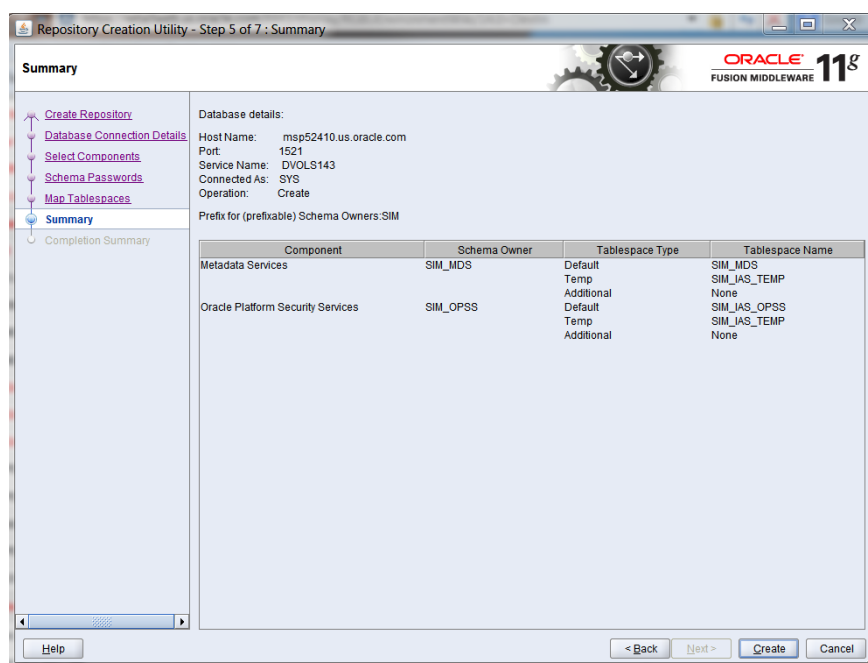 Repository Creation Utility - Step 5 of 7 : Summary
Summary
ORACLE
FUSION MIDDLEWARE 11g
Create Repository
Database Connection Details
Select Components
Schema Passwords
Map Tablespaces
Summary
Completion Summary
Database details:
Host Name: msp52410.us.oracle.com
Port: 1521
Service Name: DVOLS143
Connected As: SYS
Operation: Create
Prefix for (prefixable) Schema Owners:SIM
Component Schema Owner Tablespace Type Tablespace Name
Metadata Services SIM_MDS Default SIM_MDS
Temp SIM_IAS_TEMP
Additional None
Oracle Platform Security Services SIM_OPSS Default SIM_IAS_OPSS
Temp SIM_IAS_TEMP
Additional None
Help < Back Next > Create Cancel